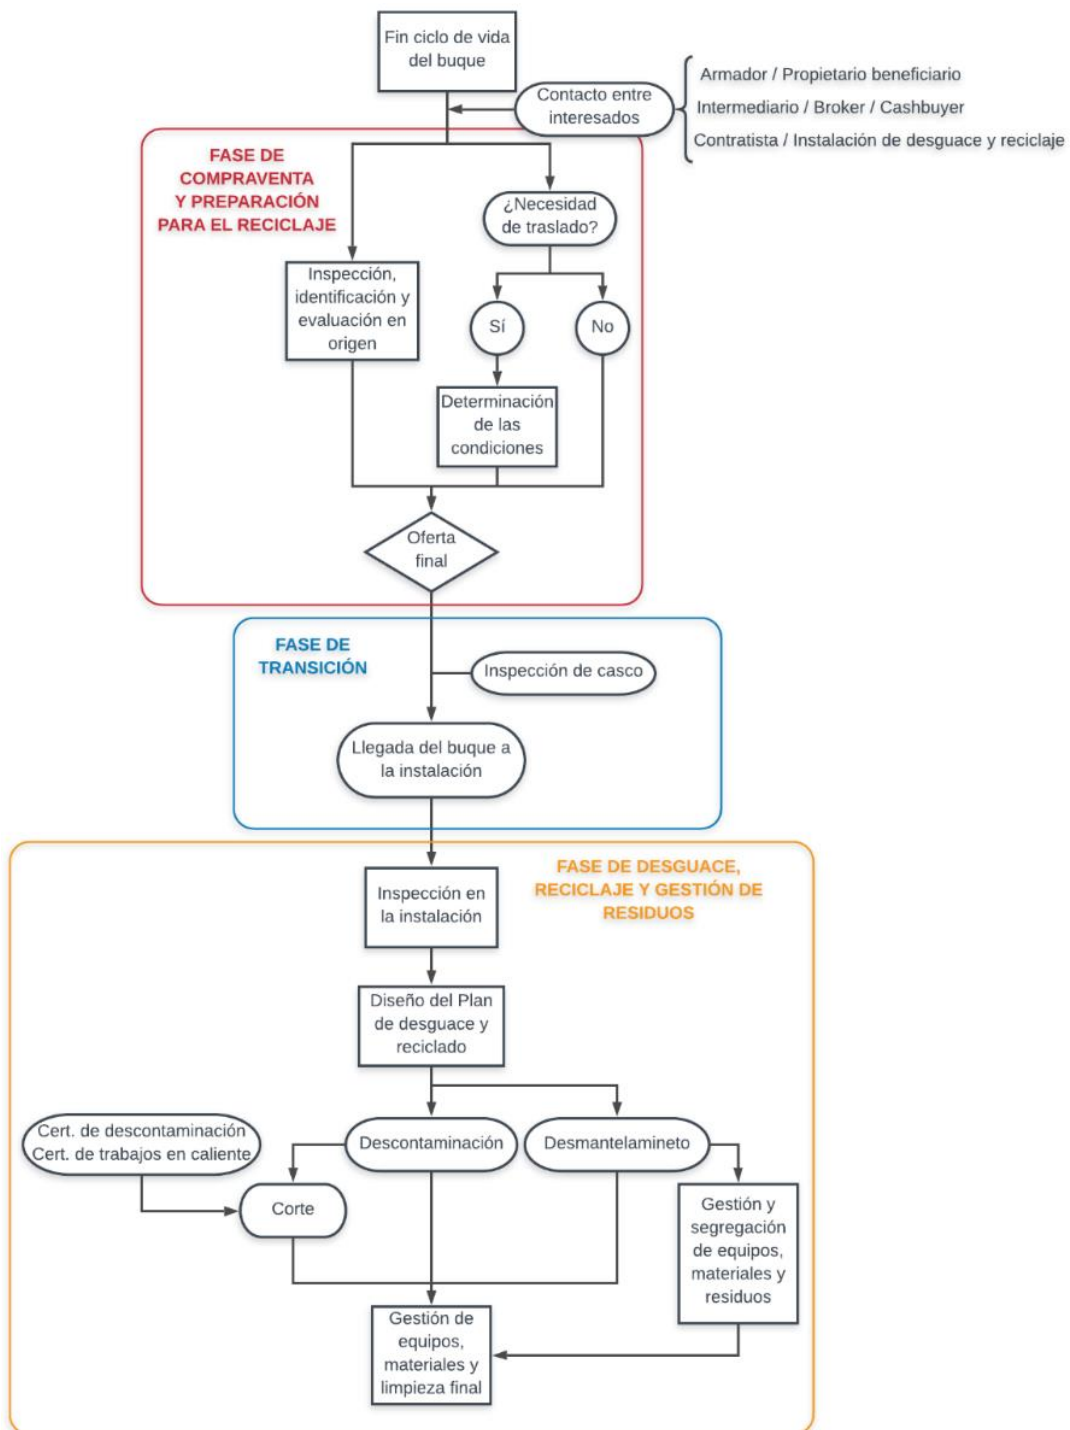 Fin ciclo de vida
del buque
Contacto entre
interesados
Armador / Propietario beneficiario
Intermediario / Broker / Cashbuyer
Contratista / Instalación de desguace y reciclaje
FASE DE
COMPRAVENTA
Y PREPARACIÓN
PARA EL RECICLAJE
¿Necesidad
de traslado?
Inspección,
identificación y
evaluación en
origen
Sí
No
Determinación
de las
condiciones
Oferta
final
FASE DE
TRANSICIÓN
Inspección de casco
Llegada del buque a
la instalación
FASE DE DESGUACE,
RECICLAJE Y GESTIÓN DE
RESIDUOS
Inspección en
la instalación
Diseño del Plan
de desguace y
reciclado
Cert. de descontaminación
Cert. de trabajos en caliente
Descontaminación
Desmantelamineto
Corte
Gestión y
segregación
de equipos,
materiales y
residuos
Gestión de
equipos,
materiales y
limpieza final